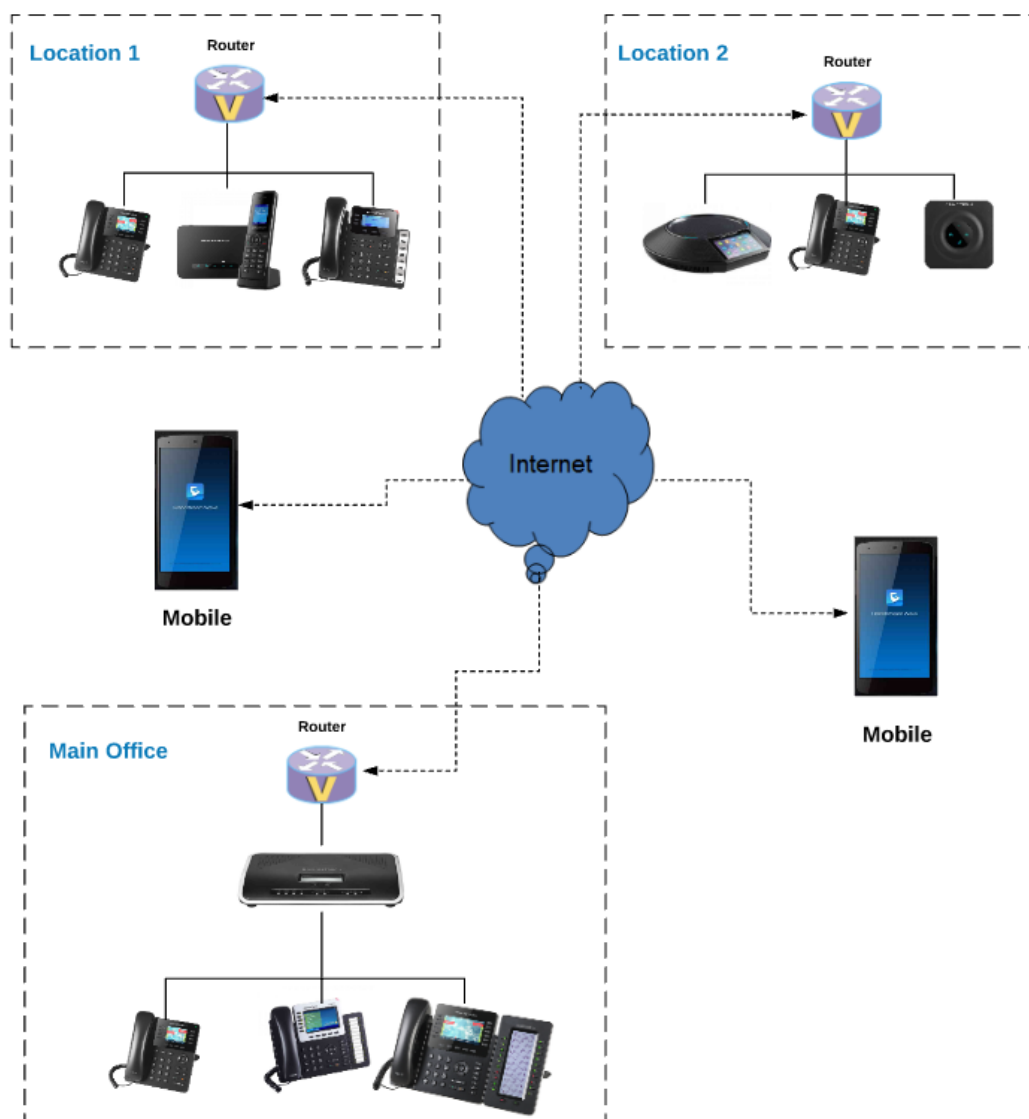 Location 1
Router
Location 2
Router
Internet
Mobile
Mobile
Main Office
Router